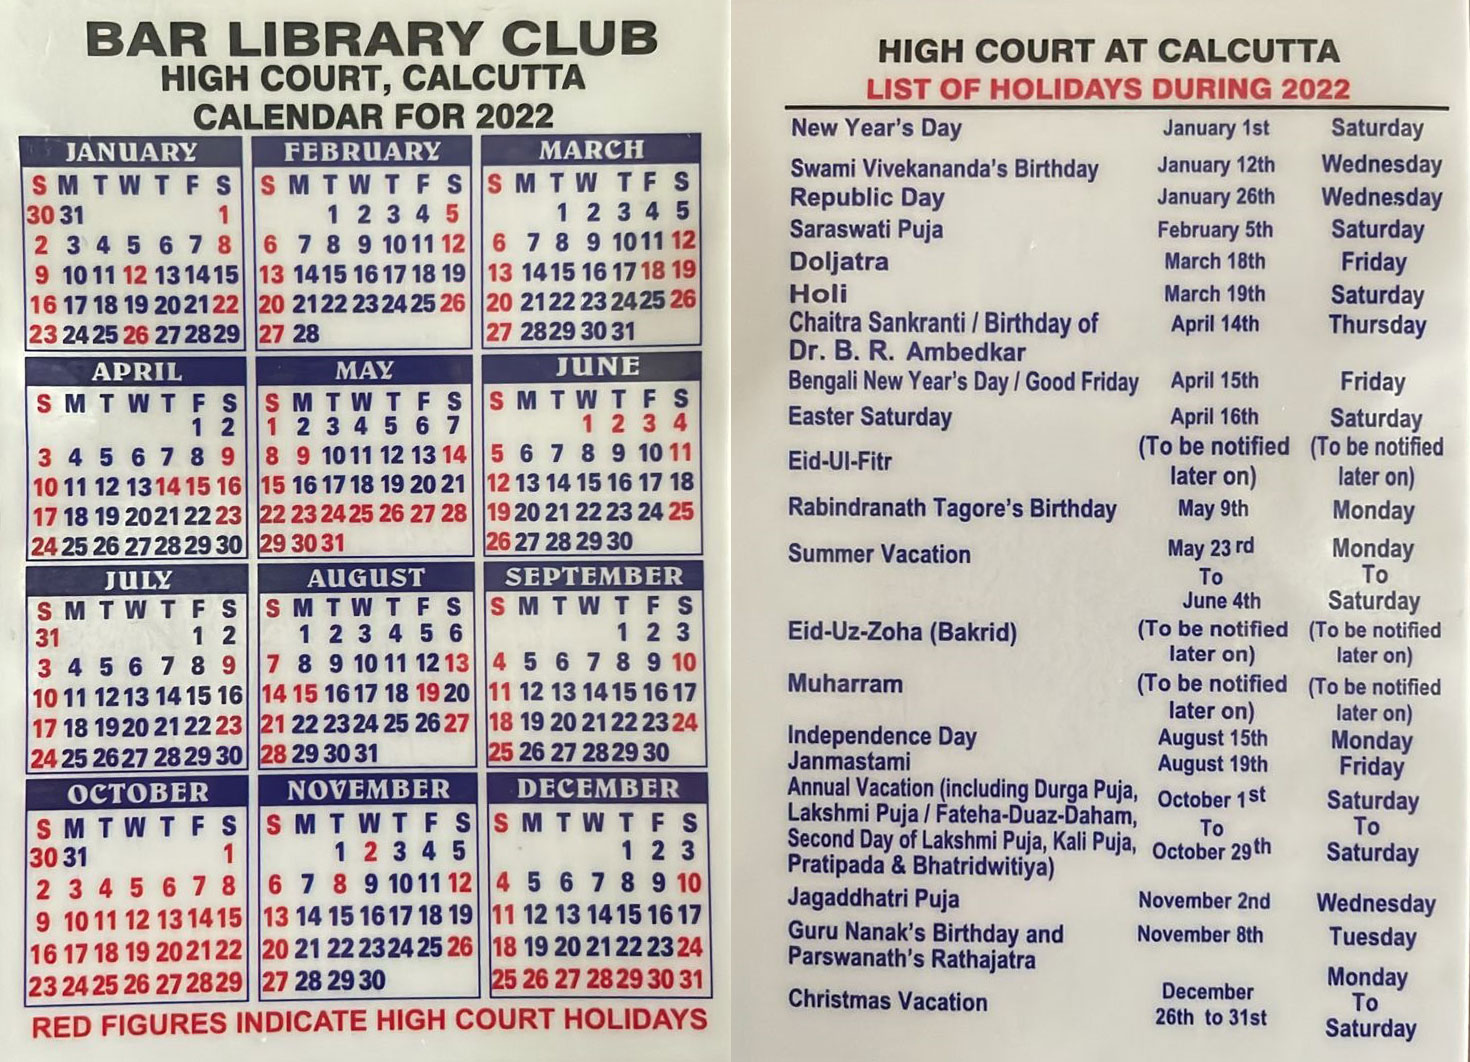 BAR LIBRARY CLUB
HIGH COURT, CALCUTTA
CALENDAR FOR 2022
JANUARY
S M T W T F S
30 31 1
2 3 4 5 6 7 8
9 10 11 12 13 14 15
16 17 18 19 20 21 22
23 24 25 26 27 28 29
FEBRUARY
S M T W T F S
1 2 3 4 5
6 7 8 9 10 11 12
13 14 15 16 17 18 19
20 21 22 23 24 25 26
27 28
MARCH
S M T W T F S
1 2 3 4 5
6 7 8 9 10 11 12
13 14 15 16 17 18 19
20 21 22 23 24 25 26
27 28 29 30 31
APRIL
S M T W T F S
1 2
3 4 5 6 7 8 9
10 11 12 13 14 15 16
17 18 19 20 21 22 23
24 25 26 27 28 29 30
MAY
S M T W T F S
1 2 3 4 5 6 7
8 9 10 11 12 13 14
15 16 17 18 19 20 21
22 23 24 25 26 27 28
29 30 31
JUNE
S M T W T F S
1 2 3 4
5 6 7 8 9 10 11
12 13 14 15 16 17 18
19 20 21 22 23 24 25
26 27 28 29 30
JULY
S M T W T F S
31 1 2
3 4 5 6 7 8 9
10 11 12 13 14 15 16
17 18 19 20 21 22 23
24 25 26 27 28 29 30
AUGUST
S M T W T F S
1 2 3 4 5 6
7 8 9 10 11 12 13
14 15 16 17 18 19 20
21 22 23 24 25 26 27
28 29 30 31
SEPTEMBER
S M T W T F S
1 2 3
4 5 6 7 8 9 10
11 12 13 14 15 16 17
18 19 20 21 22 23 24
25 26 27 28 29 30
OCTOBER
S M T W T F S
30 31 1
2 3 4 5 6 7 8
9 10 11 12 13 14 15
16 17 18 19 20 21 22
23 24 25 26 27 28 29
NOVEMBER
S M T W T F S
1 2 3 4 5
6 7 8 9 10 11 12
13 14 15 16 17 18 19
20 21 22 23 24 25 26
27 28 29 30
DECEMBER
S M T W T F S
1 2 3
4 5 6 7 8 9 10
11 12 13 14 15 16 17
18 19 20 21 22 23 24
25 26 27 28 29 30 31
RED FIGURES INDICATE HIGH COURT HOLIDAYS
HIGH COURT AT CALCUTTA
LIST OF HOLIDAYS DURING 2022
New Year's Day January 1st Saturday
Swami Vivekananda's Birthday January 12th Wednesday
Republic Day January 26th Wednesday
Saraswati Puja February 5th Saturday
Doljatra March 18th Friday
Holi March 19th Saturday
Chaitra Sankranti / Birthday of April 14th Thursday
Dr. B. R. Ambedkar
Bengali New Year's Day / Good Friday April 15th Friday
Easter Saturday April 16th Saturday
Eid-Ul-Fitr (To be notified (To be notified
later on) later on)
Rabindranath Tagore's Birthday May 9th Monday
Summer Vacation May 23rd Monday
To To
June 4th Saturday
Eid-Uz-Zoha (Bakrid) (To be notified (To be notified
later on) later on)
Muharram (To be notified (To be notified
later on) later on)
Independence Day August 15th Monday
Janmastami August 19th Friday
Annual Vacation (including Durga Puja, October 1st Saturday
Lakshmi Puja / Fateha-Duaz-Daham, To To
Second Day of Lakshmi Puja, Kali Puja, October 29th Saturday
Pratipada & Bhatridwitiya)
Jagaddhatri Puja November 2nd Wednesday
Guru Nanak's Birthday and November 8th Tuesday
Parswanath's Rathajatra
Christmas Vacation December Monday
26th to 31st To
Saturday